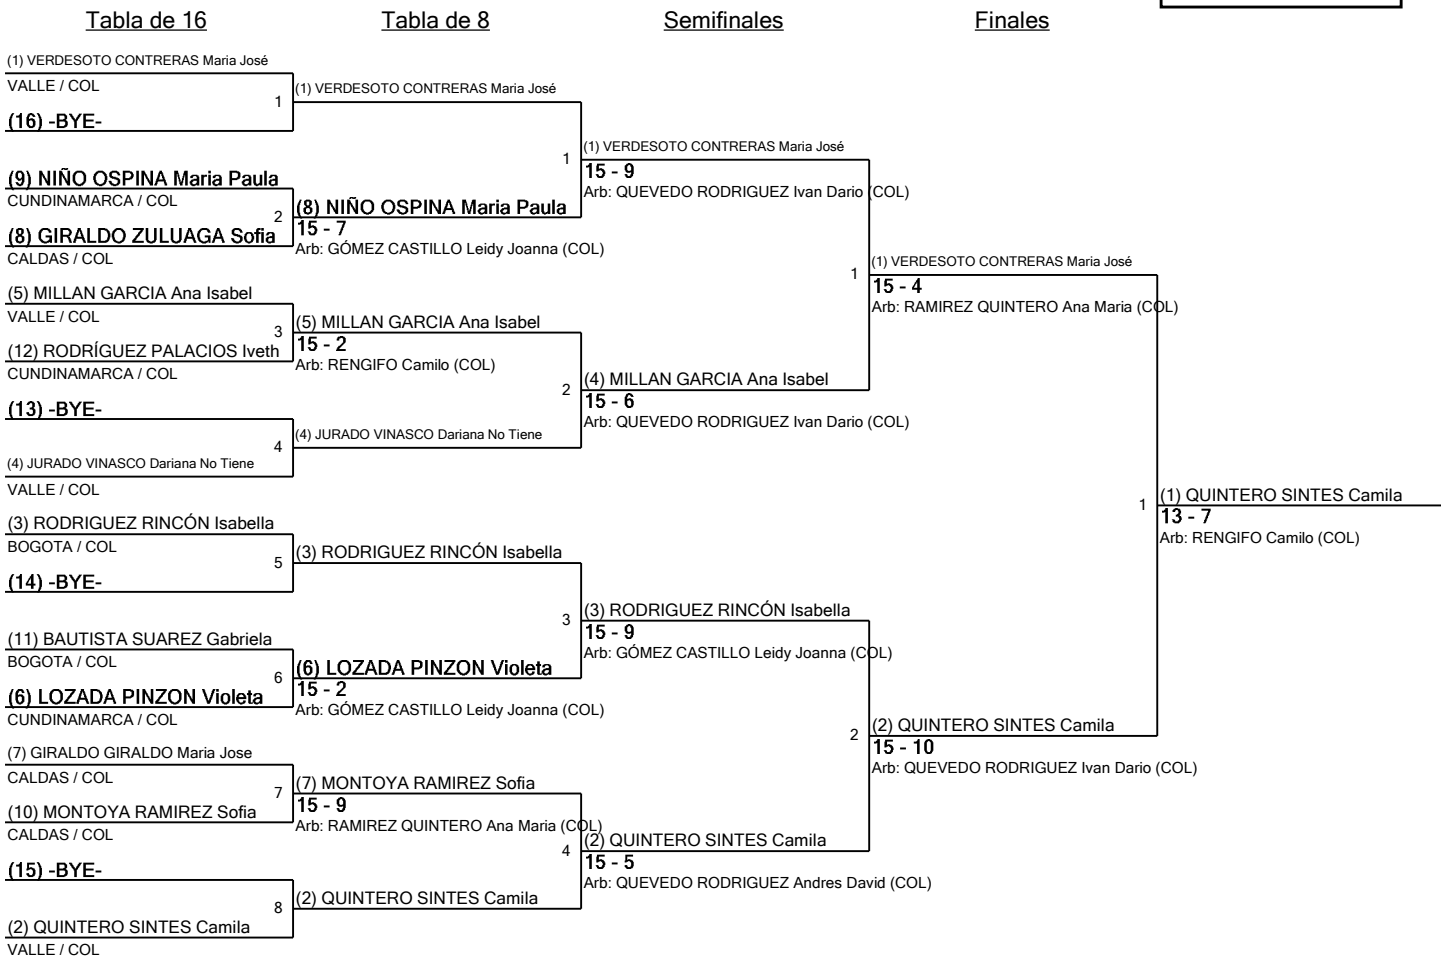 Tabla de 16
Tabla de 8
Semifinales
Finales
(1) VERDESOTO CONTRERAS Maria José
VALLE / COL
1
(16) -BYE-
(9) NIÑO OSPINA Maria Paula
CUNDINAMARCA / COL
2
(8) GIRALDO ZULUAGA Sofia
CALDAS / COL
(5) MILLAN GARCIA Ana Isabel
VALLE / COL
3
(12) RODRÍGUEZ PALACIOS Iveth
CUNDINAMARCA / COL
(13) -BYE-
4
(4) JURADO VINASCO Dariana No Tiene
VALLE / COL
(3) RODRIGUEZ RINCÓN Isabella
BOGOTA / COL
5
(14) -BYE-
(11) BAUTISTA SUAREZ Gabriela
BOGOTA / COL
6
(6) LOZADA PINZON Violeta
CUNDINAMARCA / COL
(7) GIRALDO GIRALDO Maria Jose
CALDAS / COL
7
(10) MONTOYA RAMIREZ Sofia
CALDAS / COL
(15) -BYE-
8
(2) QUINTERO SINTES Camila
VALLE / COL
(1) VERDESOTO CONTRERAS Maria José
1
(8) NIÑO OSPINA Maria Paula
15 - 7
Arb: GÓMEZ CASTILLO Leidy Joanna (COL)
(5) MILLAN GARCIA Ana Isabel
15 - 2
Arb: RENGIFO Camilo (COL)
2
(4) JURADO VINASCO Dariana No Tiene
(3) RODRIGUEZ RINCÓN Isabella
3
(6) LOZADA PINZON Violeta
15 - 2
Arb: GÓMEZ CASTILLO Leidy Joanna (COL)
(7) MONTOYA RAMIREZ Sofia
15 - 9
Arb: RAMIREZ QUINTERO Ana Maria (COL)
4
(2) QUINTERO SINTES Camila
(1) VERDESOTO CONTRERAS Maria José
15 - 9
Arb: QUEVEDO RODRIGUEZ Ivan Dario (COL)
1
(4) MILLAN GARCIA Ana Isabel
15 - 6
Arb: QUEVEDO RODRIGUEZ Ivan Dario (COL)
(3) RODRIGUEZ RINCÓN Isabella
15 - 9
Arb: GÓMEZ CASTILLO Leidy Joanna (COL)
2
(2) QUINTERO SINTES Camila
15 - 5
Arb: QUEVEDO RODRIGUEZ Andres David (COL)
(1) VERDESOTO CONTRERAS Maria José
15 - 4
Arb: RAMIREZ QUINTERO Ana Maria (COL)
1
(2) QUINTERO SINTES Camila
15 - 10
Arb: QUEVEDO RODRIGUEZ Ivan Dario (COL)
(1) QUINTERO SINTES Camila
13 - 7
Arb: RENGIFO Camilo (COL)